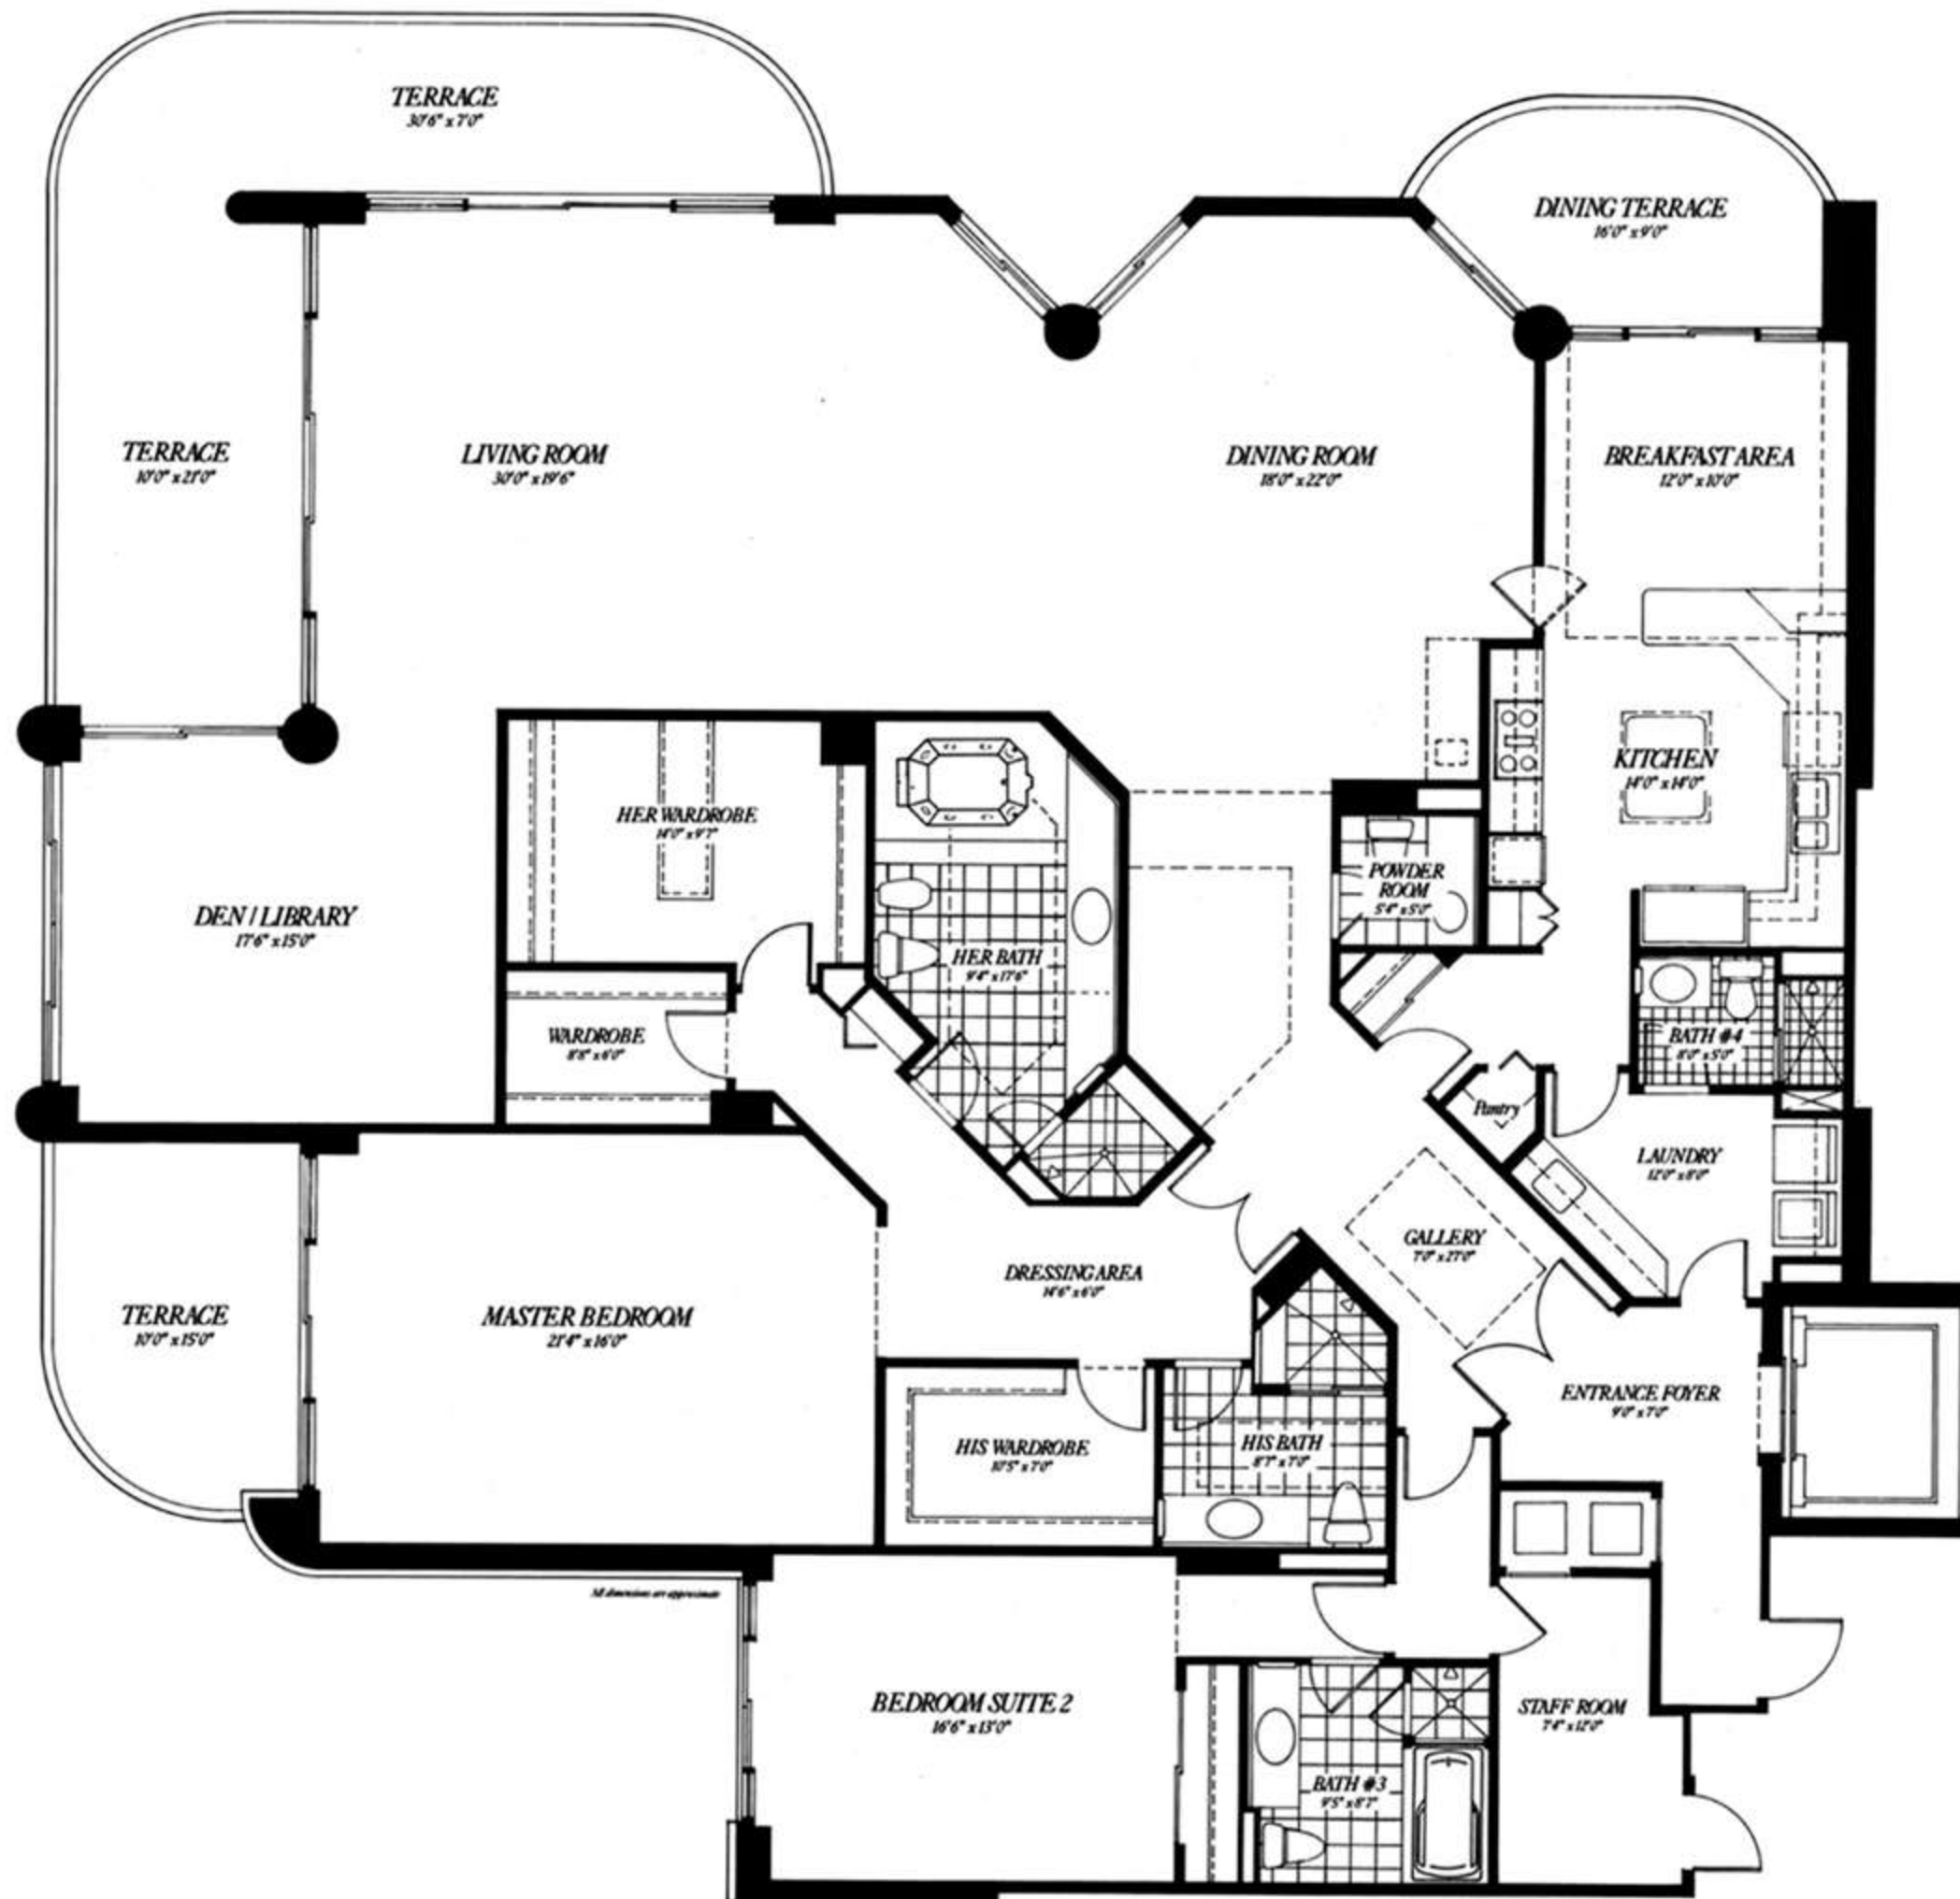 TERRACE
30'6" x 7'0"
DINING TERRACE
16'0" x 9'0"
TERRACE
10'0" x 21'0"
LIVING ROOM
30'0" x 19'6"
DINING ROOM
18'0" x 22'0"
BREAKFAST AREA
12'0" x 10'0"
KITCHEN
14'0" x 14'0"
HER WARDROBE
14'0" x 9'7"
POWDER
ROOM
5'4" x 5'0"
DEN / LIBRARY
17'6" x 15'0"
HER BATH
9'4" x 17'6"
WARDROBE
8'8" x 6'0"
BATH #4
8'0" x 5'0"
Pantry
LAUNDRY
12'0" x 8'0"
GALLERY
7'0" x 27'0"
DRESSING AREA
14'6" x 6'0"
TERRACE
10'0" x 15'0"
MASTER BEDROOM
21'4" x 16'0"
ENTRANCE FOYER
9'0" x 7'0"
HIS WARDROBE
10'5" x 7'0"
HIS BATH
8'7" x 7'0"
All dimensions are approximate
BEDROOM SUITE 2
16'6" x 13'0"
STAFF ROOM
7'4" x 12'0"
BATH #3
9'5" x 8'7"